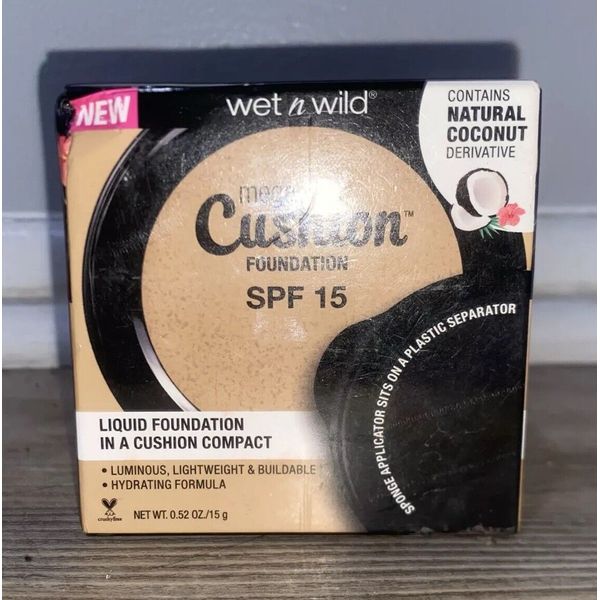 NEW
wet n wild®
CONTAINS
NATURAL
COCONUT
DERIVATIVE
mega
Cushion™
FOUNDATION
SPF 15
SPONGE APPLICATOR SITS ON A PLASTIC SEPARATOR
LIQUID FOUNDATION
IN A CUSHION COMPACT
• LUMINOUS, LIGHTWEIGHT & BUILDABLE
• HYDRATING FORMULA
crueltyfree
NET WT. 0.52 OZ./15 g